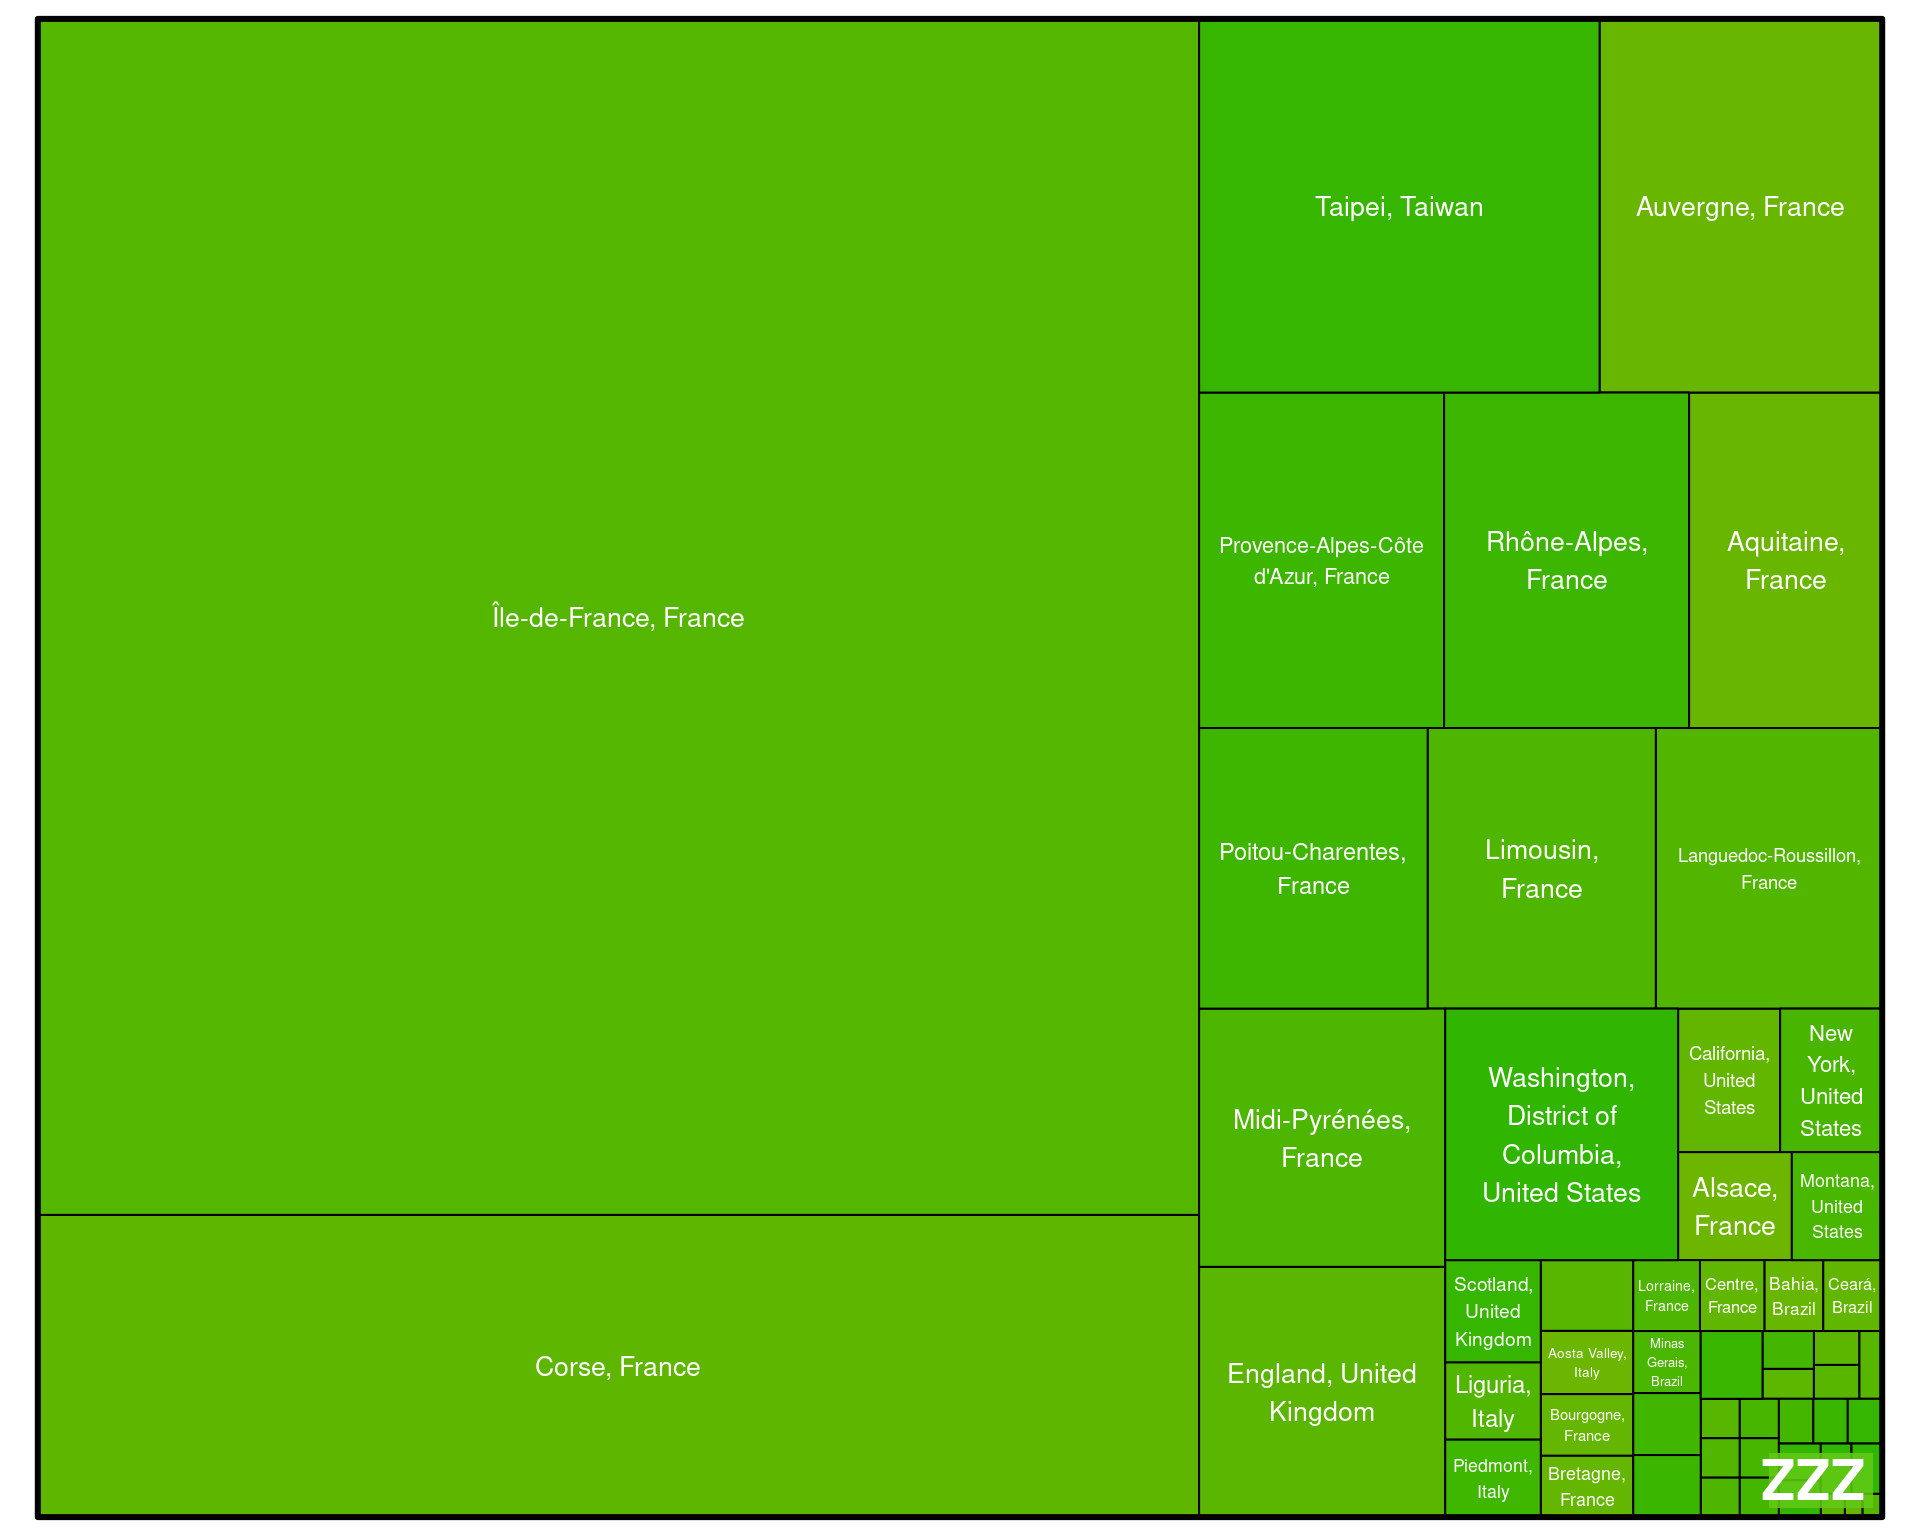 Île-de-France, France
Corse, France
Taipei, Taiwan
Auvergne, France
Provence-Alpes-Côte
d'Azur, France
Rhône-Alpes,
France
Aquitaine,
France
Poitou-Charentes,
France
Limousin,
France
Languedoc-Roussillon,
France
Midi-Pyrénées,
France
England, United
Kingdom
Washington,
District of
Columbia,
United States
California,
United
States
New
York,
United
States
Alsace,
France
Montana,
United
States
Scotland,
United
Kingdom
Liguria,
Italy
Piedmont,
Italy
Aosta Valley,
Italy
Bourgogne,
France
Bretagne,
France
Lorraine,
France
Minas
Gerais,
Brazil
Centre,
France
Bahia,
Brazil
Ceará,
Brazil
ZZZ